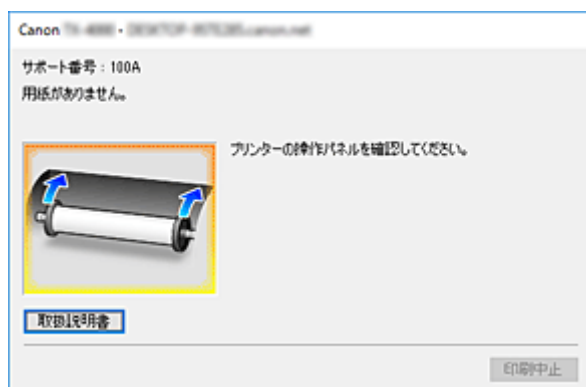 Canon
サポート番号 : 100A
用紙がありません。
プリンターの操作パネルを確認してください。
取扱説明書
印刷中止